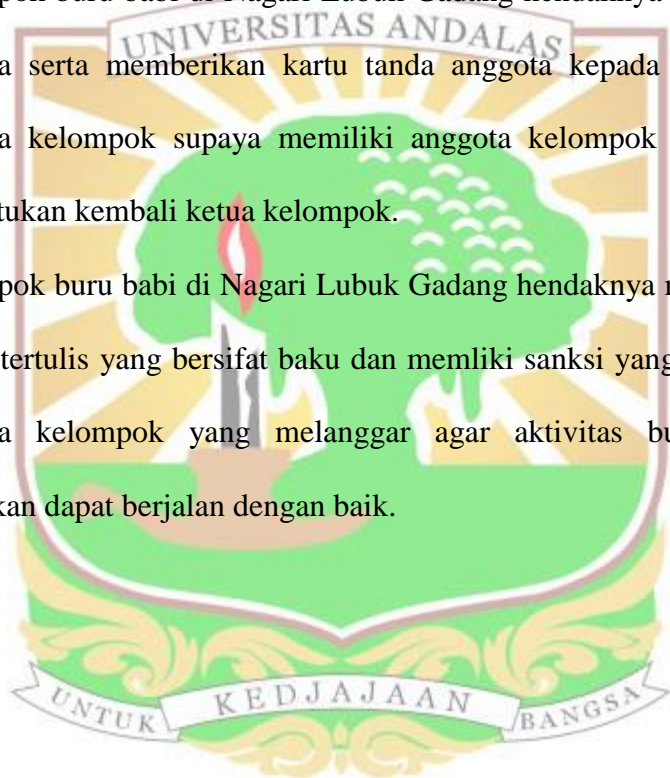 pok buru babi di Nagari Lubuk Gadang hendaknya
UNIVERSITAS ANDALAS
a serta memberikan kartu tanda anggota kepada
a kelompok supaya memiliki anggota kelompok
tukan kembali ketua kelompok.
pok buru babi di Nagari Lubuk Gadang hendaknya
tertulis yang bersifat baku dan memliki sanksi yang
a kelompok yang melanggar agar aktivitas bu
kan dapat berjalan dengan baik.
UNTUK KEDJAJAAN BANGSA